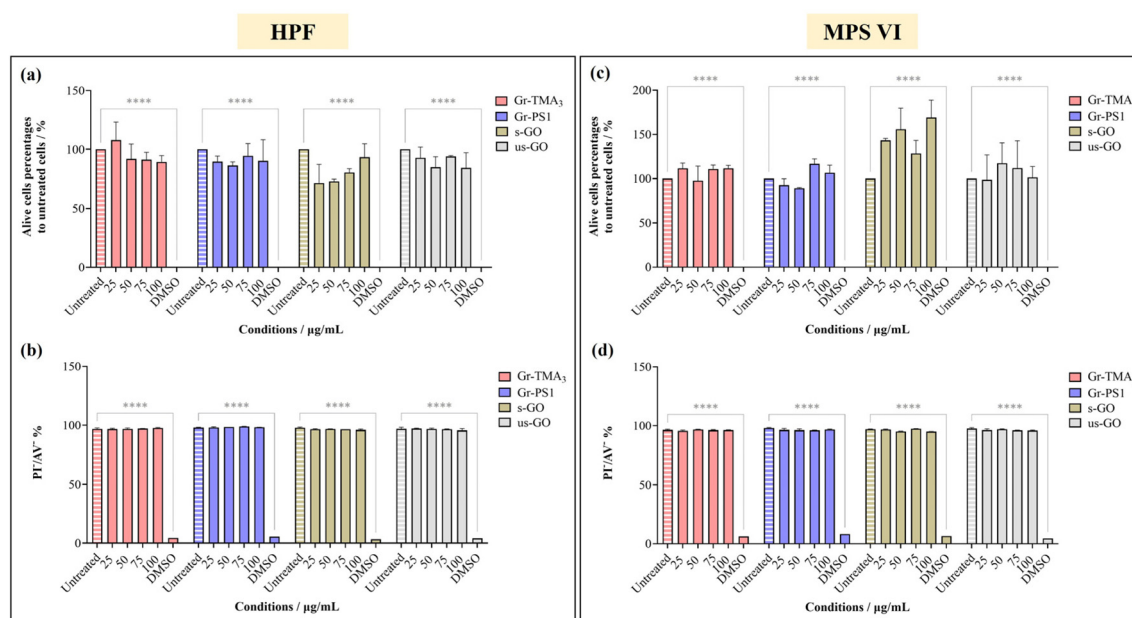 HPF
MPS VI
(a)
Alive cells percentages
to untreated cells / %
150
100
50
0
**** **** **** ****
Untreated 25 50 75 100 DMSO Untreated 25 50 75 100 DMSO Untreated 25 50 75 100 DMSO Untreated 25 50 75 100 DMSO
Conditions / µg/mL
Gr-TMA₃
Gr-PS1
s-GO
us-GO
(c)
Alive cells percentages
to untreated cells / %
200
150
100
50
0
**** **** **** ****
Untreated 25 50 75 100 DMSO Untreated 25 50 75 100 DMSO Untreated 25 50 75 100 DMSO Untreated 25 50 75 100 DMSO
Conditions / µg/mL
Gr-TMA
Gr-PS1
s-GO
us-GO
(b)
PI⁻/AV⁻ %
150
100
50
0
**** **** **** ****
Untreated 25 50 75 100 DMSO Untreated 25 50 75 100 DMSO Untreated 25 50 75 100 DMSO Untreated 25 50 75 100 DMSO
Conditions / µg/mL
Gr-TMA₃
Gr-PS1
s-GO
us-GO
(d)
PI⁻/AV⁻ %
150
100
50
0
**** **** **** ****
Untreated 25 50 75 100 DMSO Untreated 25 50 75 100 DMSO Untreated 25 50 75 100 DMSO Untreated 25 50 75 100 DMSO
Conditions / µg/mL
Gr-TMA
Gr-PS1
s-GO
us-GO